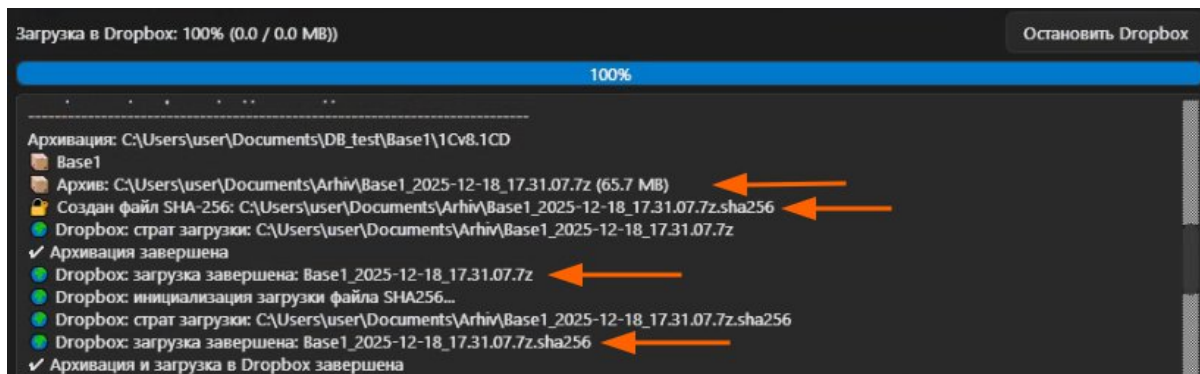 Загрузка в Dropbox: 100% (0.0 / 0.0 MB))
Остановить Dropbox
100%
--------------------------------------------------------------------------------
Архивация: C:\Users\user\Documents\DB_test\Base1\1Cv8.1CD
Base1
Архив: C:\Users\user\Documents\Arhiv\Base1_2025-12-18_17.31.07.7z (65.7 MB)
Создан файл SHA-256: C:\Users\user\Documents\Arhiv\Base1_2025-12-18_17.31.07.7z.sha256
Dropbox: страт загрузки: C:\Users\user\Documents\Arhiv\Base1_2025-12-18_17.31.07.7z
✔ Архивация завершена
Dropbox: загрузка завершена: Base1_2025-12-18_17.31.07.7z
Dropbox: инициализация загрузки файла SHA256...
Dropbox: страт загрузки: C:\Users\user\Documents\Arhiv\Base1_2025-12-18_17.31.07.7z.sha256
Dropbox: загрузка завершена: Base1_2025-12-18_17.31.07.7z.sha256
✔ Архивация и загрузка в Dropbox завершена